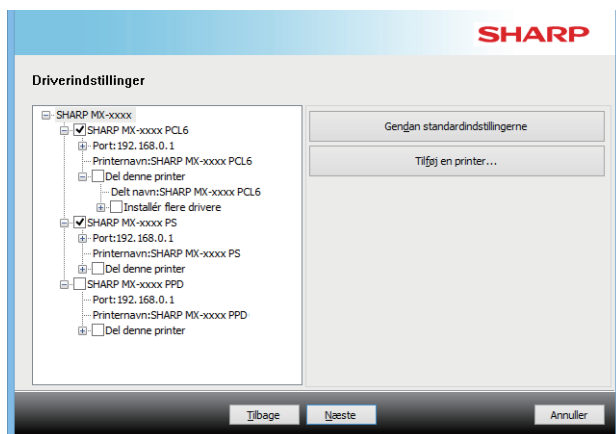 SHARP
Driverindstillinger
SHARP MX-xxxx
SHARP MX-xxxx PCL6
Port:192.168.0.1
Printernavn:SHARP MX-xxxx PCL6
Del denne printer
Delt navn:SHARP MX-xxxx PCL6
Installér flere drivere
SHARP MX-xxxx PS
Port:192.168.0.1
Printernavn:SHARP MX-xxxx PS
Del denne printer
SHARP MX-xxxx PPD
Port:192.168.0.1
Printernavn:SHARP MX-xxxx PPD
Del denne printer
Gendan standardindstillingerne
Tilføj en printer...
Tilbage
Næste
Annuller